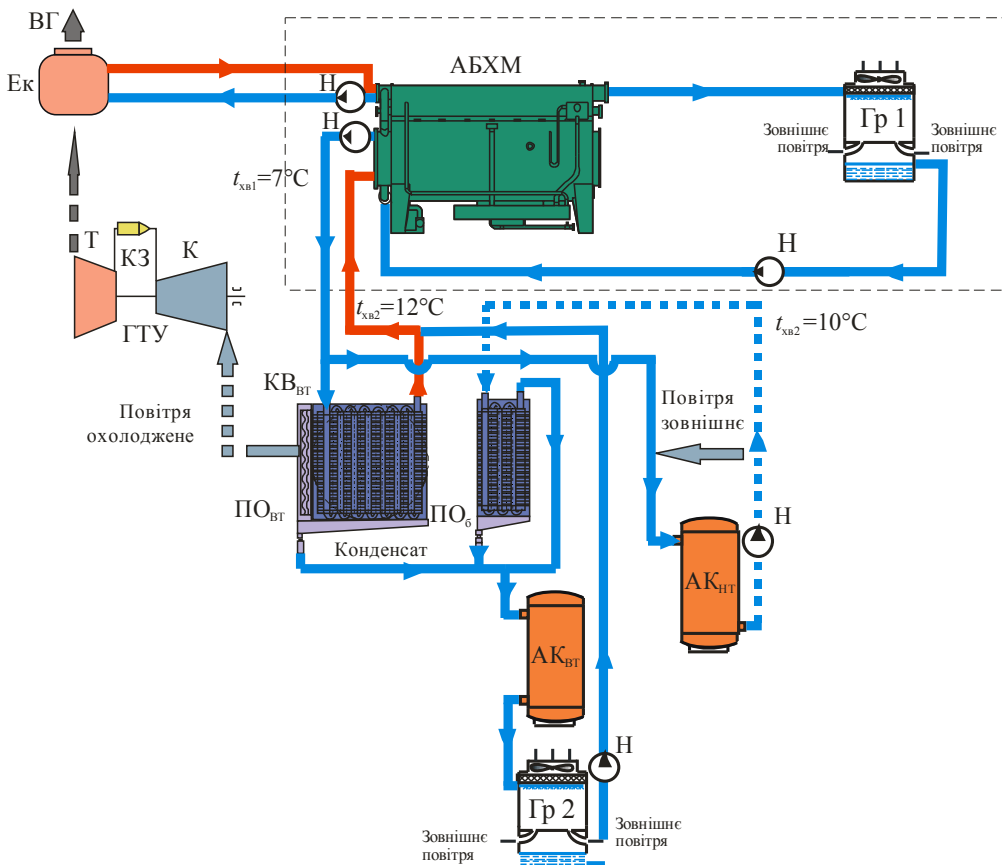 ВГ
Ек
Н
АБХМ
Н
Гр 1
Зовнішнє
повітря
Зовнішнє
повітря
tхв1=7°C
Т
КЗ
К
Н
ГТУ
tхв2=12°C
tхв2=10°C
КВВТ
Повітря
охолоджене
Повітря
зовнішнє
ПОВТ
ПОб
Н
Конденсат
АКНТ
АКВТ
Н
Гр 2
Зовнішнє
повітря
Зовнішнє
повітря